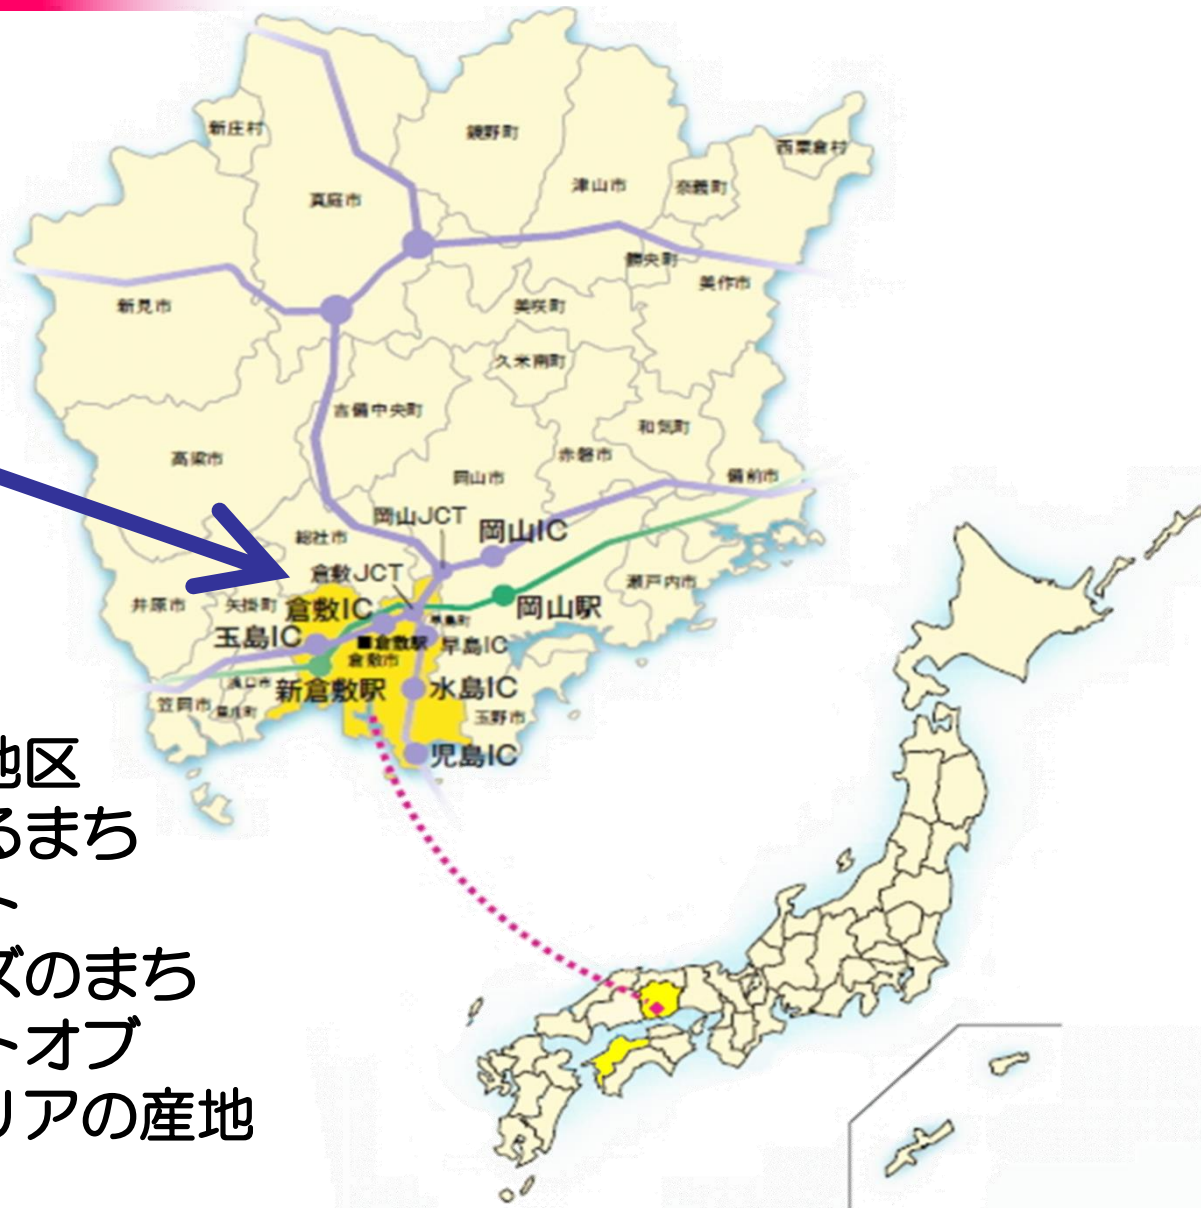 新庄村
鏡野町
西粟倉村
津山市
奈義町
真庭市
勝央町
美作市
新見市
美咲町
久米南町
吉備中央町
和気町
赤磐市
高梁市
岡山市
備前市
岡山JCT
岡山IC
総社市
倉敷JCT
瀬戸内市
井原市
矢掛町
倉敷IC
岡山駅
早島町
玉島IC
■倉敷駅
早島IC
倉敷市
浅口市
新倉敷駅
水島IC
笠岡市
里庄町
玉野市
児島IC
地区
るまち
ト
ズのまち
トオブ
リアの産地